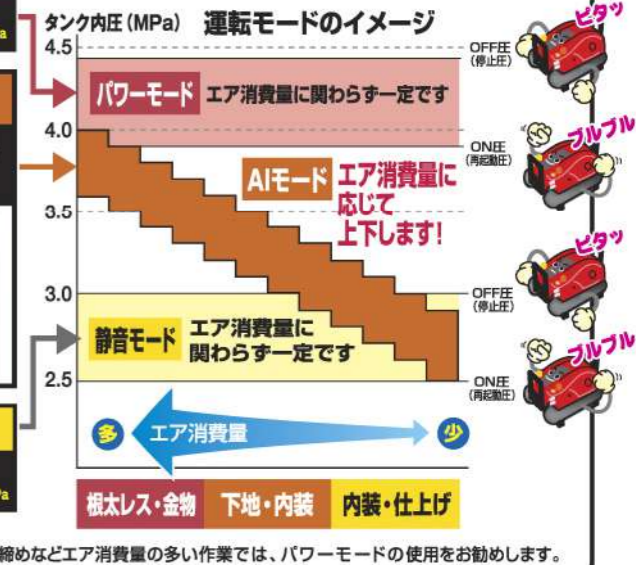 タンク内圧(MPa) 運転モードのイメージ
4.5
OFF圧
(停止圧)
ピタッ
パワーモード エア消費量に関わらず一定です
4.0
ON圧
(再起動圧)
ブルブル
AIモード エア消費量に
応じて
上下します!
3.5
ピタッ
3.0
OFF圧
(停止圧)
静音モード エア消費量に
関わらず一定です
ブルブル
2.5
ON圧
(再起動圧)
多 エア消費量 少
根太レス・金物 下地・内装 内装・仕上げ
締めなどエア消費量の多い作業では、パワーモードの使用をお勧めします。